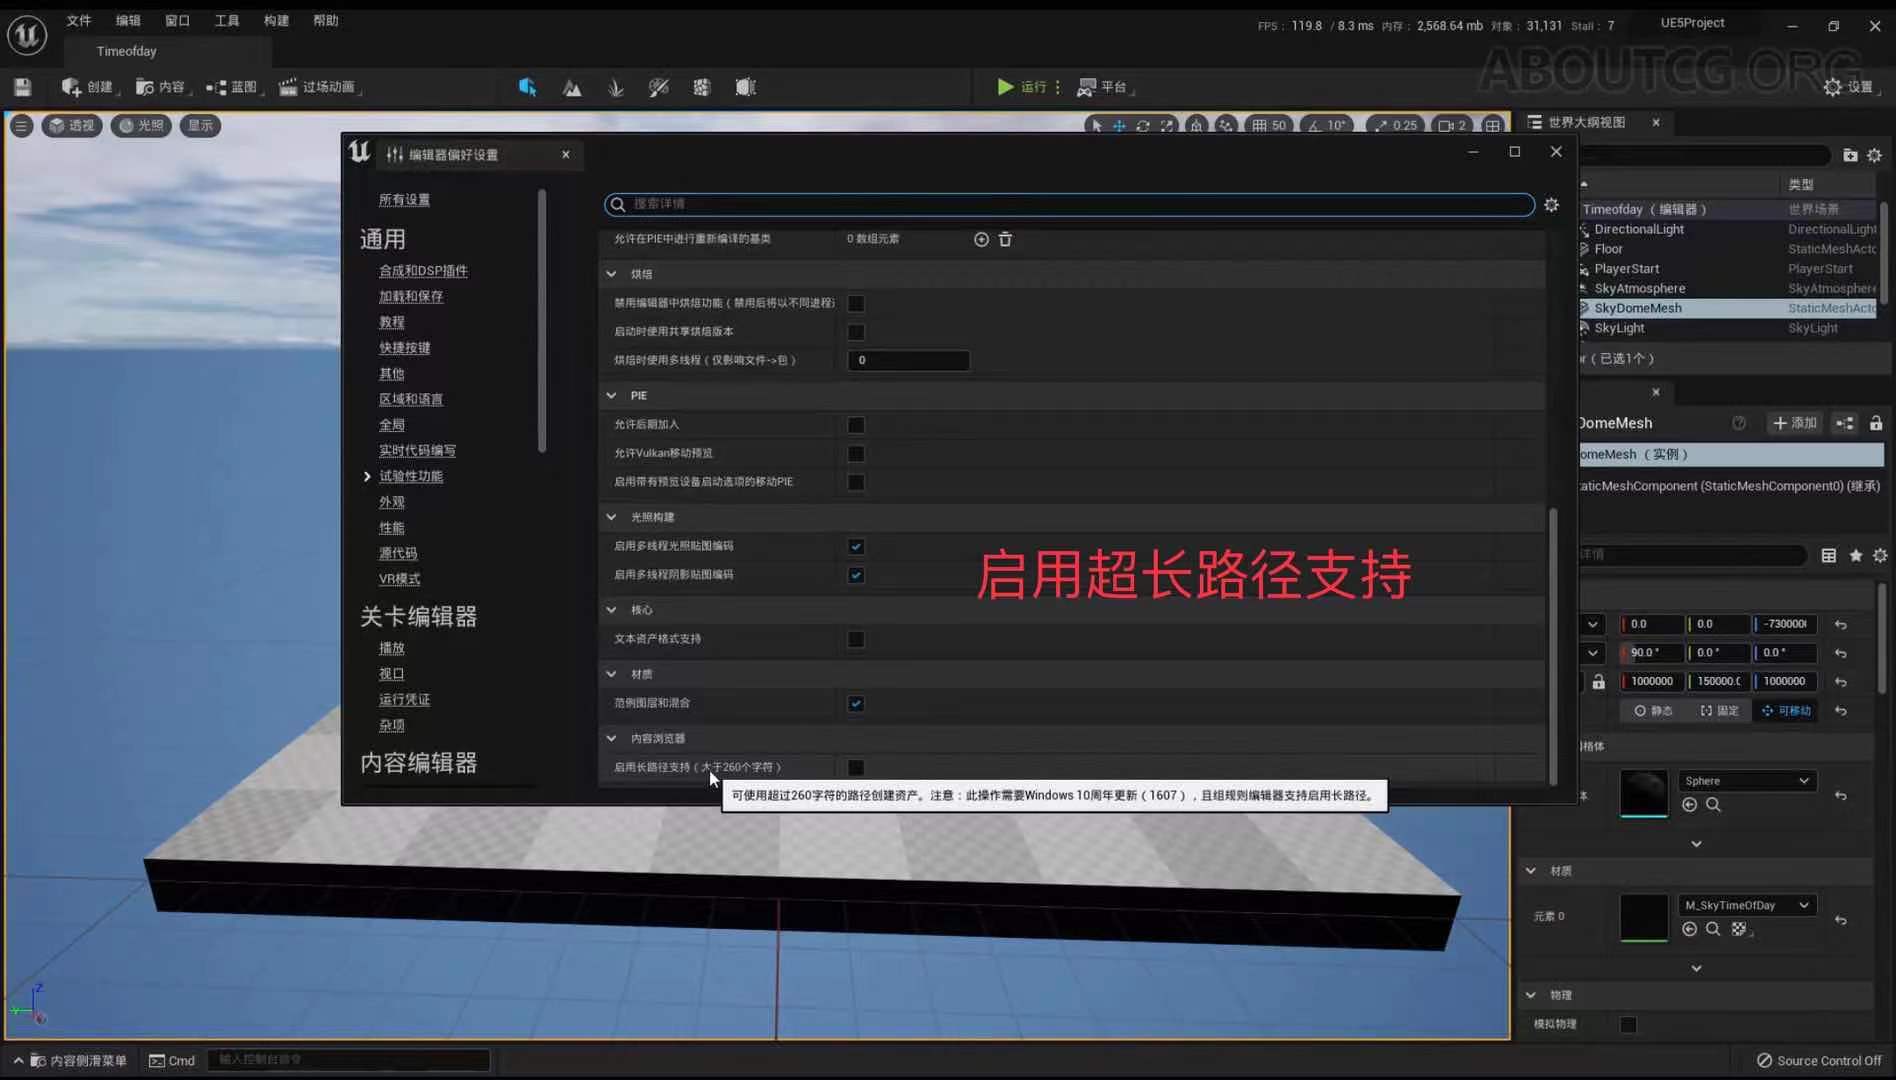 文件 编辑 窗口 工具 构建 帮助
FPS： 119.8 / 8.3 ms 内存： 2,568.64 mb 对象： 31,131 Stall： 7
UE5Project
Timeofday
ABOUTCG.ORG
创建 内容 蓝图 过场动画 运行 平台 设置
透视 光照 显示
50 10° 0.25 2
世界大纲视图
编辑器偏好设置
所有设置
通用
合成和DSP插件
加载和保存
教程
快捷按键
其他
区域和语言
全局
实时代码编写
试验性功能
外观
性能
源代码
VR模式
关卡编辑器
播放
视口
运行凭证
杂项
内容编辑器
搜索详情
允许在PIE中进行重新编译的基类 0 数组元素
烘焙
禁用编辑器中烘焙功能（禁用后将以不同进程
启动时使用共享烘焙版本
烘焙时使用多线程（仅影响文件->包） 0
PIE
允许后期加入
允许Vulkan移动预览
启用带有预览设备启动选项的移动PIE
光照构建
启用多线程光照贴图编码
启用多线程阴影贴图编码
核心
文本资产格式支持
材质
范例图层和混合
内容浏览器
启用长路径支持（大于260个字符）
可使用超过260字符的路径创建资产。注意：此操作需要Windows 10周年更新（1607），且组规则编辑器支持启用长路径。
启用超长路径支持
类型
Timeofday（编辑器） 世界场景
DirectionalLight DirectionalLight
Floor StaticMeshActo
PlayerStart PlayerStart
SkyAtmosphere SkyAtmosphere
SkyDomeMesh StaticMeshActo
SkyLight SkyLight
r（已选1个）
DomeMesh 添加
omeMesh （实例）
taticMeshComponent (StaticMeshComponent0) (继承)
详情
0.0 0.0 -730000
90.0 ° 0.0 ° 0.0 °
1000000 150000.0 1000000
静态 固定 可移动
格体
Sphere
体
材质
元素 0
M_SkyTimeOfDay
物理
模拟物理
Z
Y
内容侧滑菜单 Cmd 输入控制台命令
Source Control Off